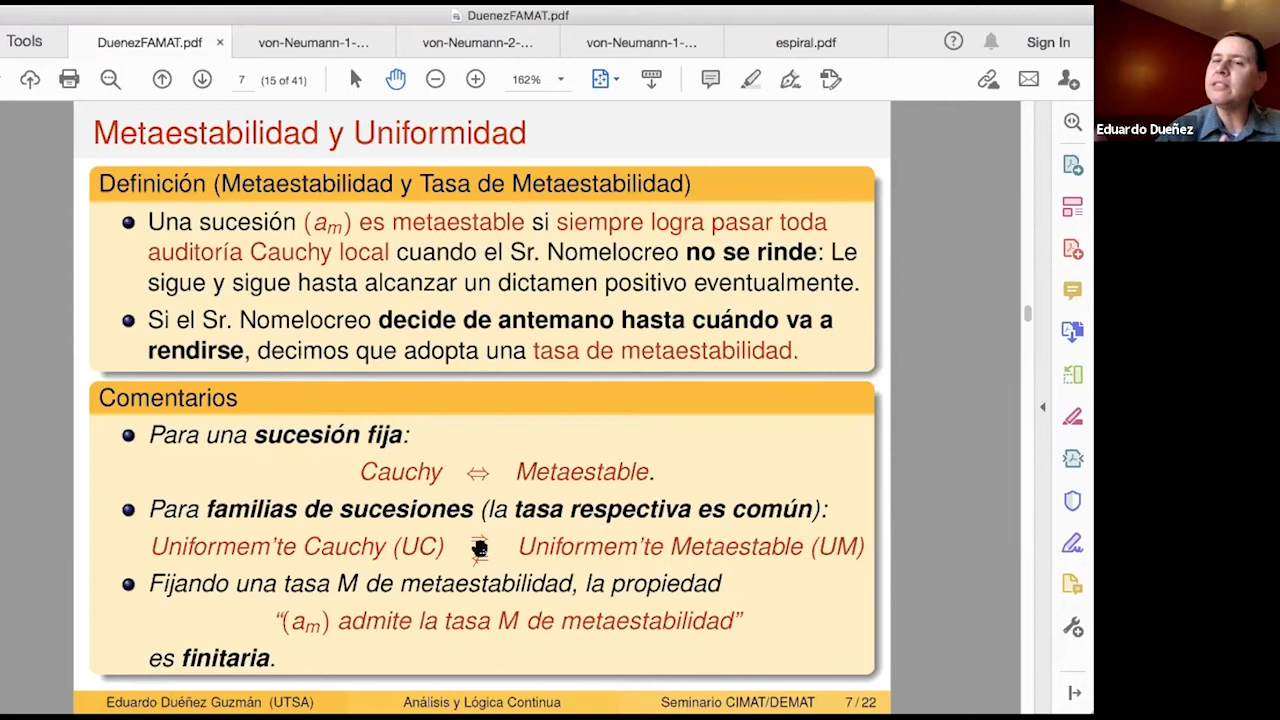 DuenezFAMAT.pdf
Tools
DuenezFAMAT.pdf ×
von-Neumann-1-...
von-Neumann-2-...
von-Neumann-1-...
espiral.pdf
Sign In
7 (15 of 41)
162%
Eduardo Dueñez
Metaestabilidad y Uniformidad
Definición (Metaestabilidad y Tasa de Metaestabilidad)
Una sucesión (aₘ) es metaestable si siempre logra pasar toda
auditoría Cauchy local cuando el Sr. Nomelocreo no se rinde: Le
sigue y sigue hasta alcanzar un dictamen positivo eventualmente.
Si el Sr. Nomelocreo decide de antemano hasta cuándo va a
rendirse, decimos que adopta una tasa de metaestabilidad.
Comentarios
Para una sucesión fija:
Cauchy ⇔ Metaestable.
Para familias de sucesiones (la tasa respectiva es común):
Uniformem'te Cauchy (UC) Uniformem'te Metaestable (UM)
Fijando una tasa M de metaestabilidad, la propiedad
“(aₘ) admite la tasa M de metaestabilidad”
es finitaria.
Eduardo Duéñez Guzmán (UTSA) Análisis y Lógica Continua Seminario CIMAT/DEMAT 7 / 22